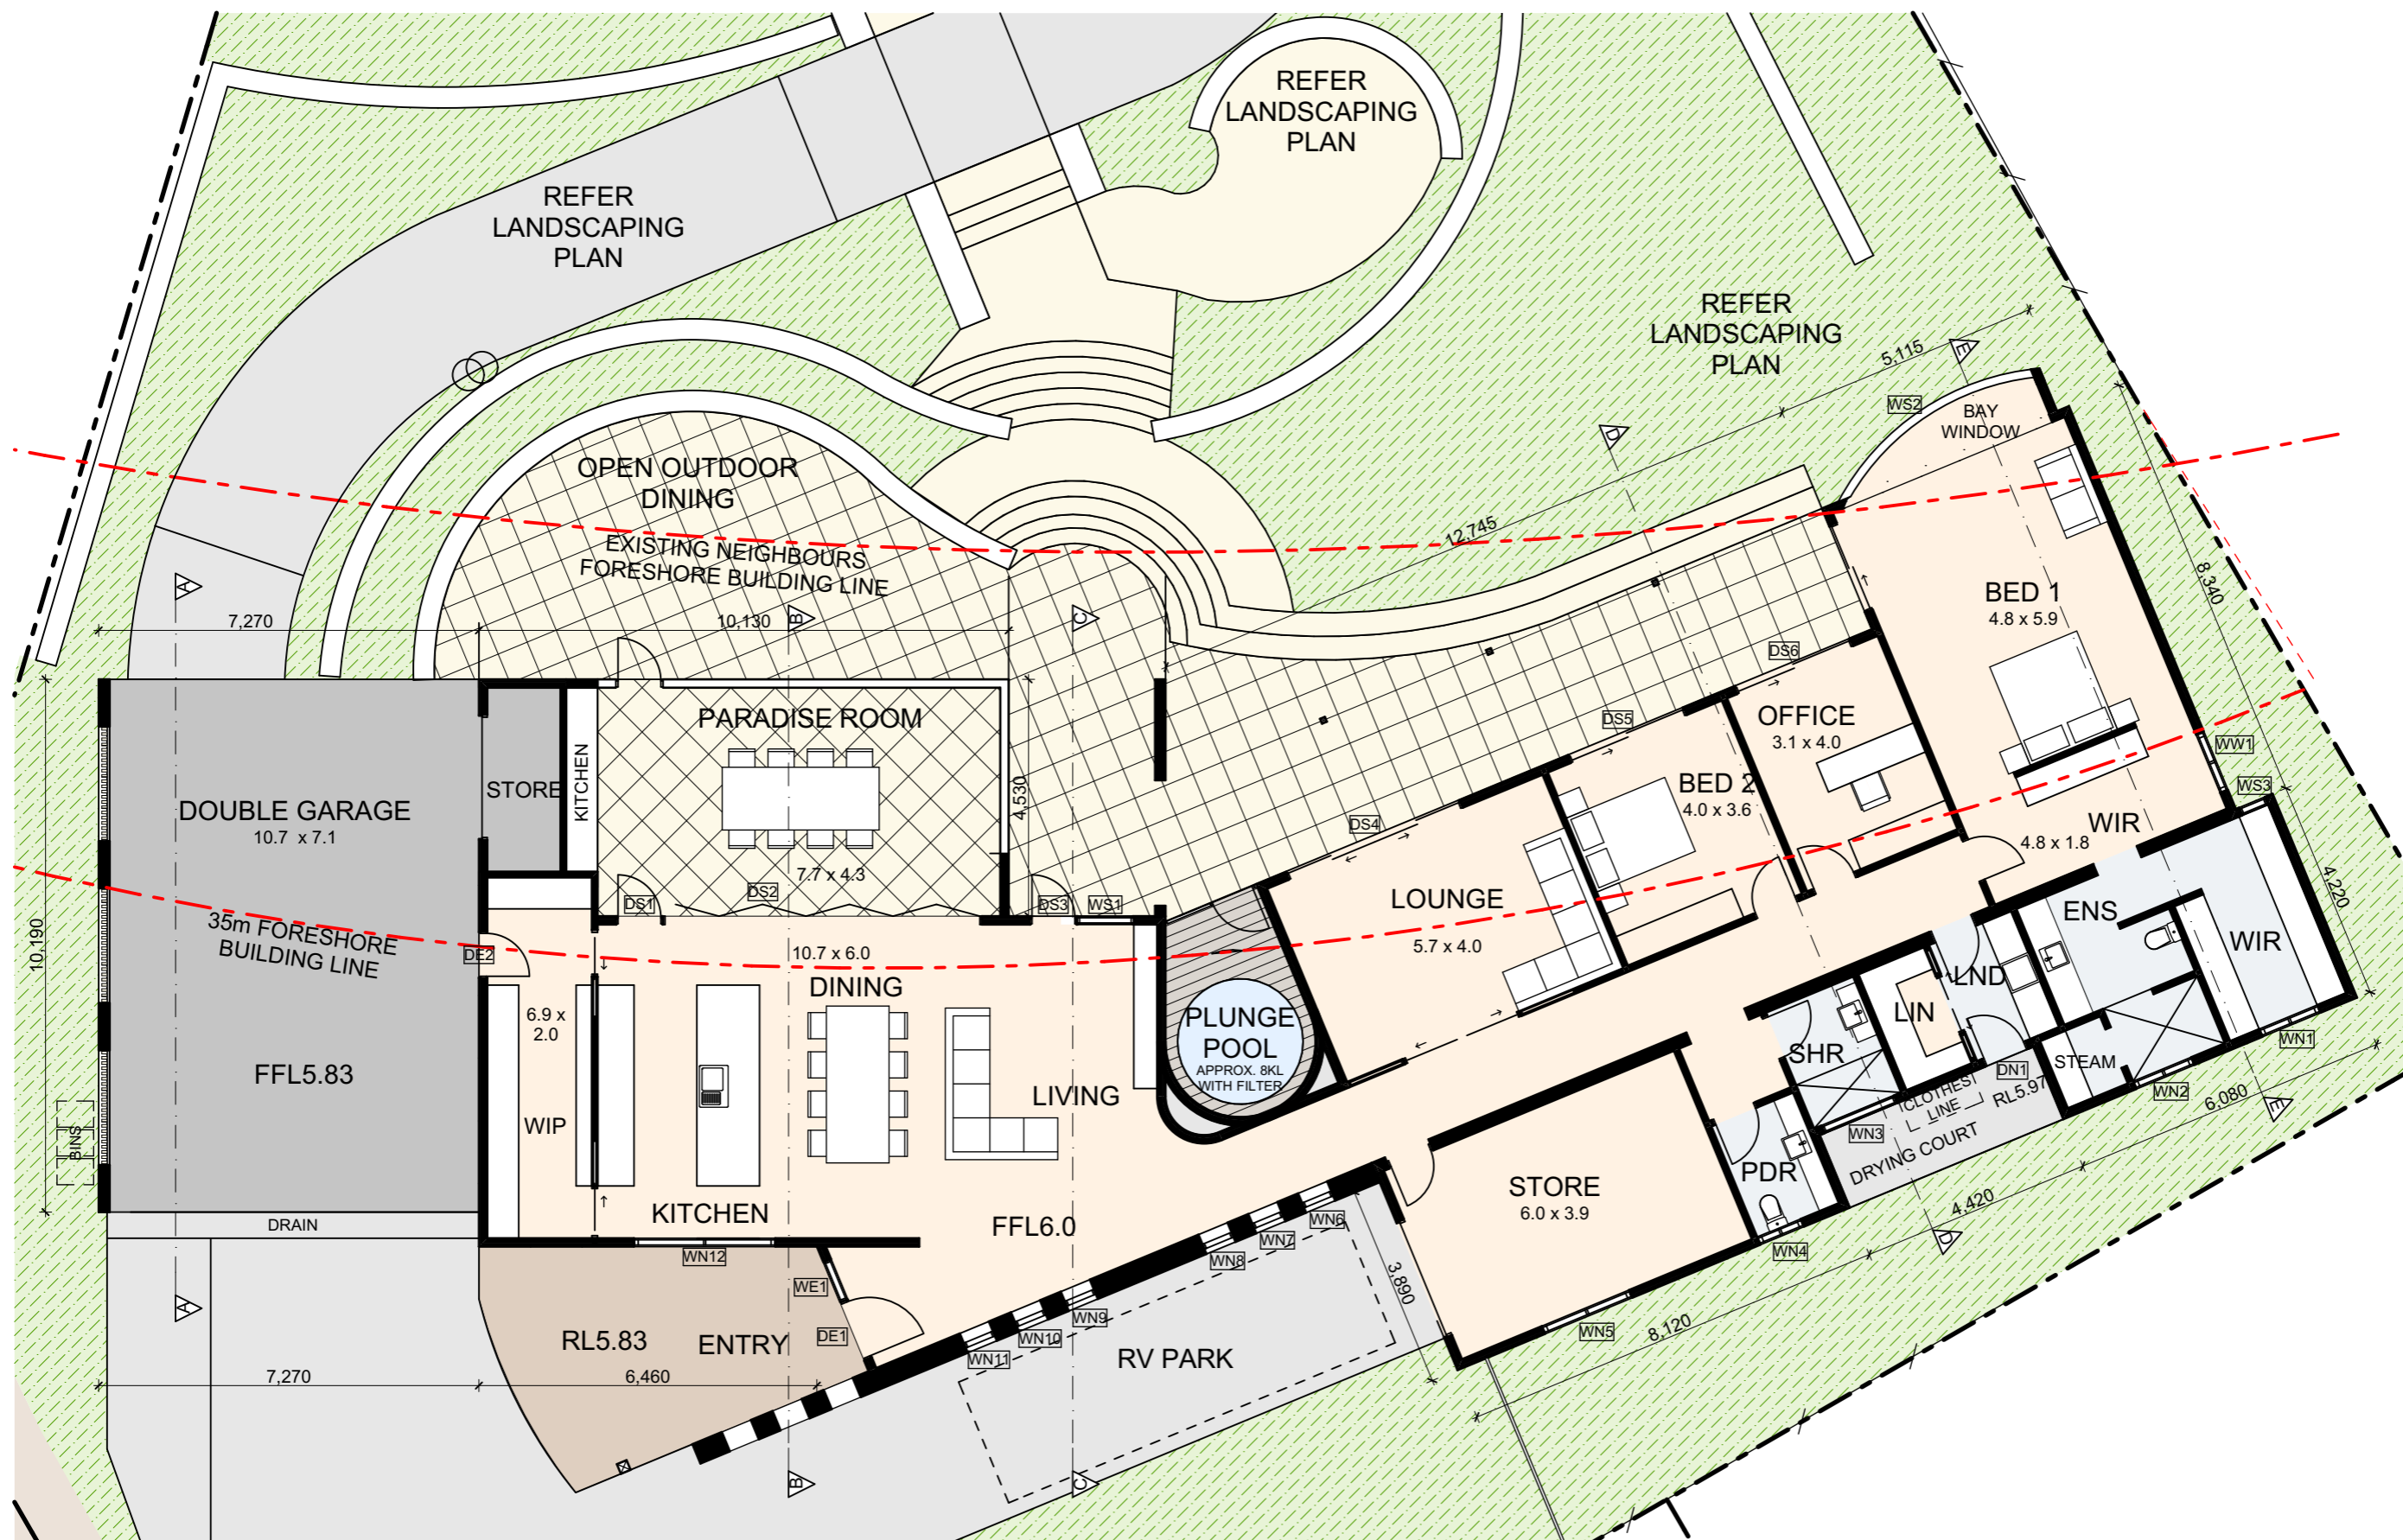 REFER
LANDSCAPING
PLAN
REFER
LANDSCAPING
PLAN
REFER
LANDSCAPING
PLAN
5,115
E
WS2
BAY
WINDOW
D
12,745
OPEN OUTDOOR
DINING
EXISTING NEIGHBOURS
FORESHORE BUILDING LINE
A
7,270
10,130
B
C
BED 1
4.8 x 5.9
8,340
DS6
DS5
DS4
PARADISE ROOM
7.7 x 4.3
4,530
KITCHEN
STORE
DOUBLE GARAGE
10.7 x 7.1
OFFICE
3.1 x 4.0
BED 2
4.0 x 3.6
WW1
WS3
WIR
4.8 x 1.8
4,220
LOUNGE
5.7 x 4.0
DS1
DS2
DS3
WS1
35m FORESHORE
BUILDING LINE
10,190
DE2
10.7 x 6.0
DINING
6.9 x
2.0
ENS
WIR
LND
LIN
PLUNGE
POOL
APPROX. 8KL
WITH FILTER
SHR
STEAM
WN1
WN2
DN1
CLOTHES
LINE
RL5.97
6,080
E
FFL5.83
BINS
WIP
LIVING
WN3
DRYING COURT
PDR
STORE
6.0 x 3.9
4,420
D
DRAIN
KITCHEN
FFL6.0
WN12
WN6
WN7
WN8
WN4
WE1
WN9
WN10
WN11
3,890
WN5
8,120
A
RL5.83
ENTRY
DE1
RV PARK
7,270
6,460
B
C